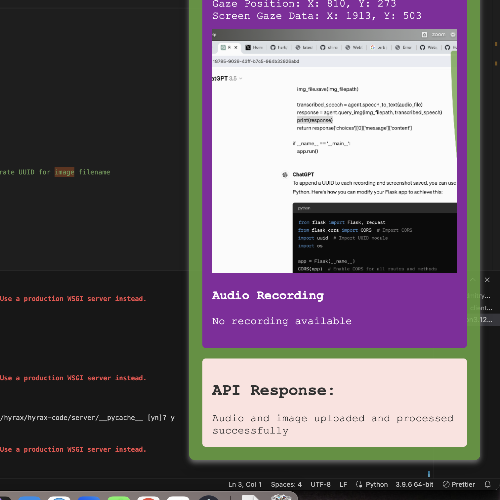 Gaze Position: X: 810, Y: 273
Screen Gaze Data: X: 1913, Y: 503
ChatGPT 3.5
img_file.save(img_filepath)
transcribed_speech = agent.speech_to_text(audio_file)
response = agent.query_img(img_filepath, transcribed_speech)
print(response)
return response['choices'][0]['message']['content']
if __name__ == '__main__':
app.run()
ChatGPT
To append a UUID to each recording and screenshot saved, you can use
Python. Here's how you can modify your Flask app to achieve this:
python
from flask import Flask, request
from flask_cors import CORS # Import CORS
import uuid # Import UUID module
import os
app = Flask(__name__)
CORS(app) # Enable CORS for all routes and methods
rate UUID for image filename
Audio Recording
No recording available
Use a production WSGI server instead.
Use a production WSGI server instead.
/hyrax/hyrax-code/server/__pycache__ [yn]? y
Use a production WSGI server instead.
API Response:
Audio and image uploaded and processed
successfully
Ln 3, Col 1 Spaces: 4 UTF-8 LF Python 3.9.6 64-bit Prettier